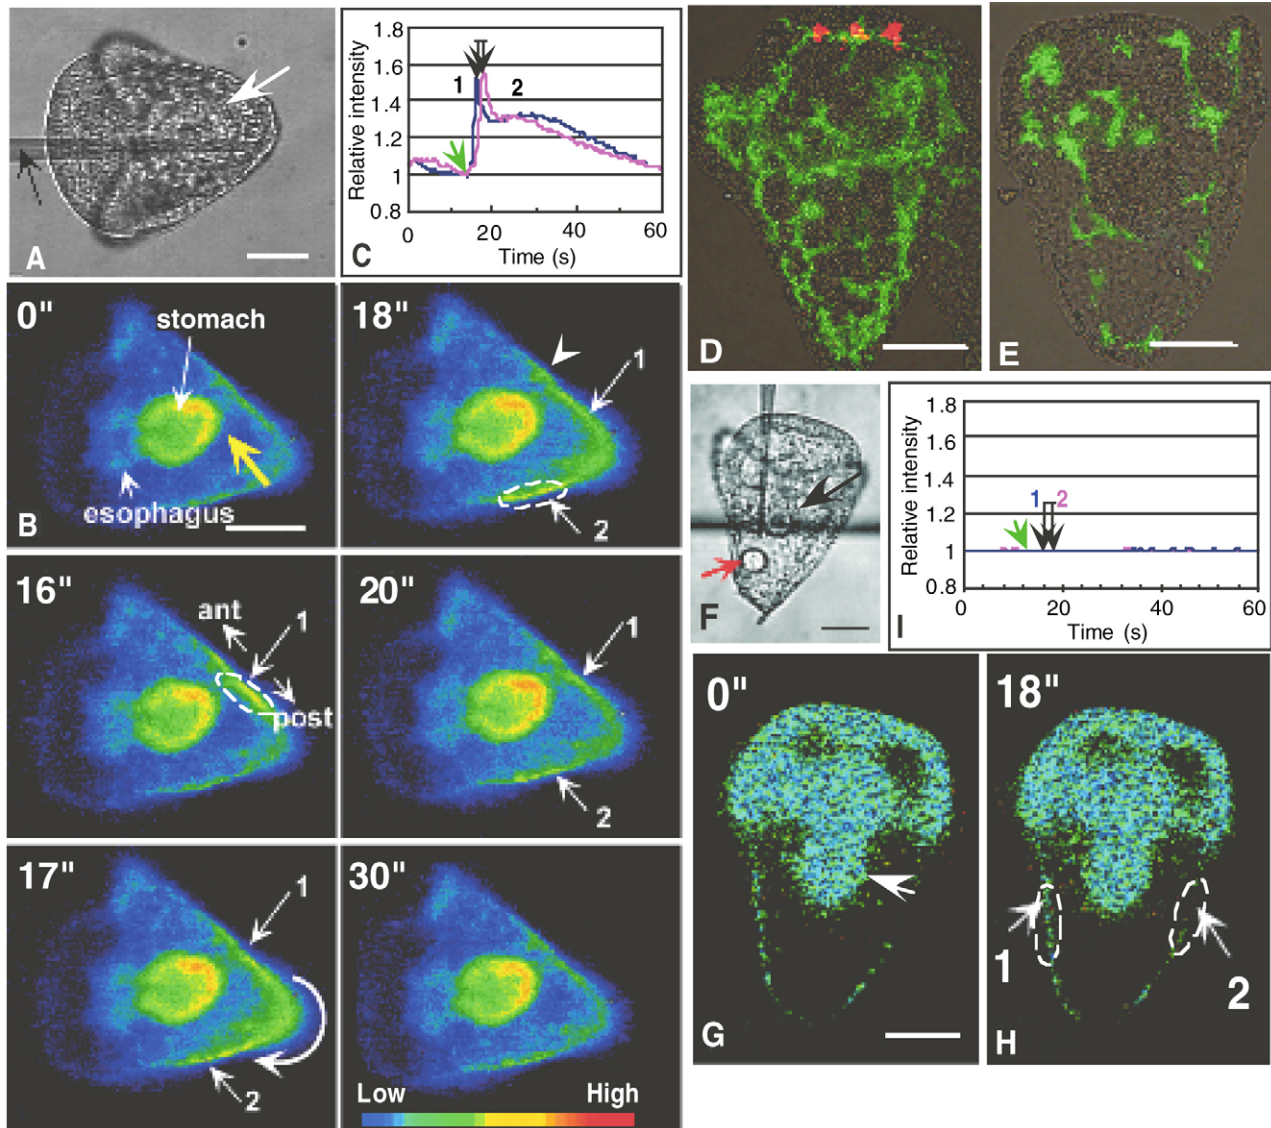 A
1.8
1.6
1.4
1.2
1
0.8
Relative intensity
1
2
0
20
40
60
Time (s)
C
D
E
0"
stomach
esophagus
B
18"
1
2
16"
ant
1
post
20"
1
2
17"
1
2
30"
Low
High
F
1.8
1.6
1.4
1.2
1
0.8
Relative intensity
1
2
0
20
40
60
Time (s)
I
0"
G
18"
1
2
H